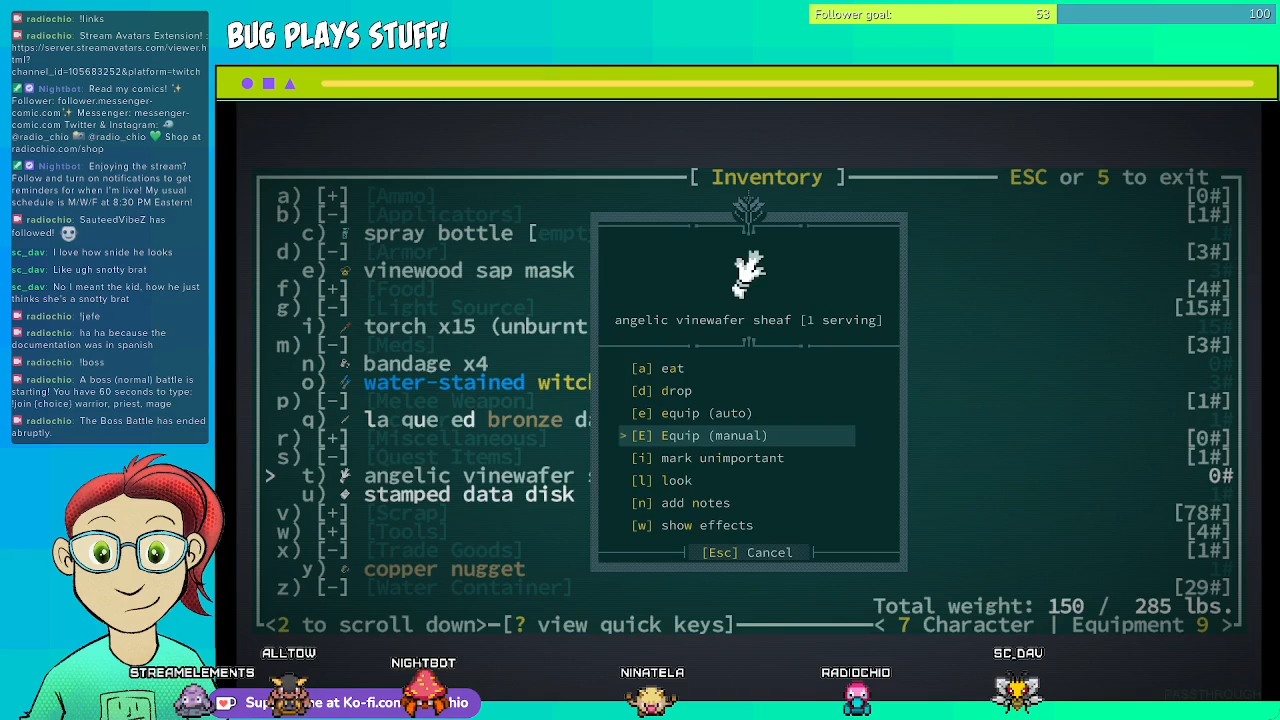 radiochio: !links
radiochio: Stream Avatars Extension! :
https://server.streamavatars.com/viewer.h
tml?
channel_id=105683252&platform=twitch
Nightbot: Read my comics! ✨
Follower: follower.messenger-
comic.com✨ Messenger: messenger-
comic.com Twitter & Instagram:
@radio_chio @radio_chio 💚 Shop at
radiochio.com/shop
Nightbot: Enjoying the stream?
Follow and turn on notifications to get
reminders for when I'm live! My usual
schedule is M/W/F at 8:30 PM Eastern!
SauteedVibeZ has
followed!
sc_dav: I love how snide he looks
sc_dav: Like ugh snotty brat
sc_dav: No I meant the kid, how he just
thinks she's a snotty brat
radiochio: !jefe
radiochio: ha ha because the
documentation was in spanish
radiochio: !boss
radiochio: A boss (normal) battle is
starting! You have 60 seconds to type:
!join [choice] warrior, priest, mage
radiochio: The Boss Battle has ended
abruptly.
BUG PLAYS STUFF!
Follower goal: 53 100
[ Inventory ] ESC or 5 to exit
a) [+] [Ammo] [0#]
b) [-] [Applicators] [1#]
c) spray bottle [empt 1#
d) [-] [Armor] [3#]
e) vinewood sap mask 3#
f) [+] [Food] [4#]
g) [-] [Light Source] [15#]
i) torch x15 (unburnt 15#
m) [-] [Meds] [3#]
n) bandage x4 0#
o) water-stained witc 3#
p) [-] [Melee Weapon] [1#]
q) la que ed bronze da 1#
r) [+] [Miscellaneous] [0#]
s) [-] [Quest Items] [1#]
> t) angelic vinewafer s 0#
u) stamped data disk 1#
v) [+] [Scrap] [78#]
w) [+] [Tools] [4#]
x) [-] [Trade Goods] [1#]
y) copper nugget 1#
z) [-] [Water Container] [29#]
Total weight: 150 / 285 lbs.
<2 to scroll down> [? view quick keys] < 7 Character | Equipment 9 >
angelic vinewafer sheaf [1 serving]
[a] eat
[d] drop
[e] equip (auto)
> [E] Equip (manual)
[i] mark unimportant
[l] look
[n] add notes
[w] show effects
[Esc] Cancel
STREAMELEMENTS
ALLTOW
NIGHTBOT
NINATELA
RADIOCHIO
SC_DAV
PASSTHROUGH